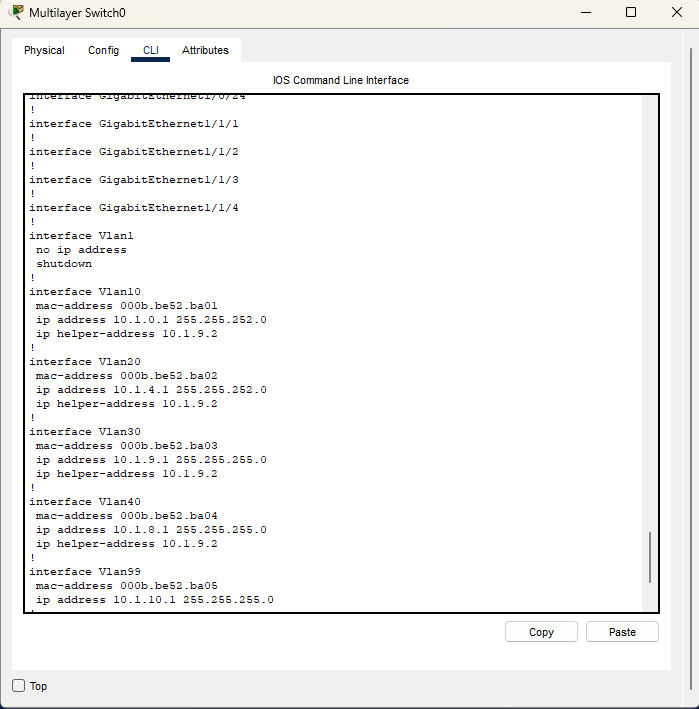 Multilayer Switch0
Physical Config CLI Attributes
IOS Command Line Interface
interface GigabitEthernet1/0/24
!
interface GigabitEthernet1/1/1
!
interface GigabitEthernet1/1/2
!
interface GigabitEthernet1/1/3
!
interface GigabitEthernet1/1/4
!
interface Vlan1
no ip address
shutdown
!
interface Vlan10
mac-address 000b.be52.ba01
ip address 10.1.0.1 255.255.252.0
ip helper-address 10.1.9.2
!
interface Vlan20
mac-address 000b.be52.ba02
ip address 10.1.4.1 255.255.252.0
ip helper-address 10.1.9.2
!
interface Vlan30
mac-address 000b.be52.ba03
ip address 10.1.9.1 255.255.255.0
ip helper-address 10.1.9.2
!
interface Vlan40
mac-address 000b.be52.ba04
ip address 10.1.8.1 255.255.255.0
ip helper-address 10.1.9.2
!
interface Vlan99
mac-address 000b.be52.ba05
ip address 10.1.10.1 255.255.255.0
!
Copy Paste
Top